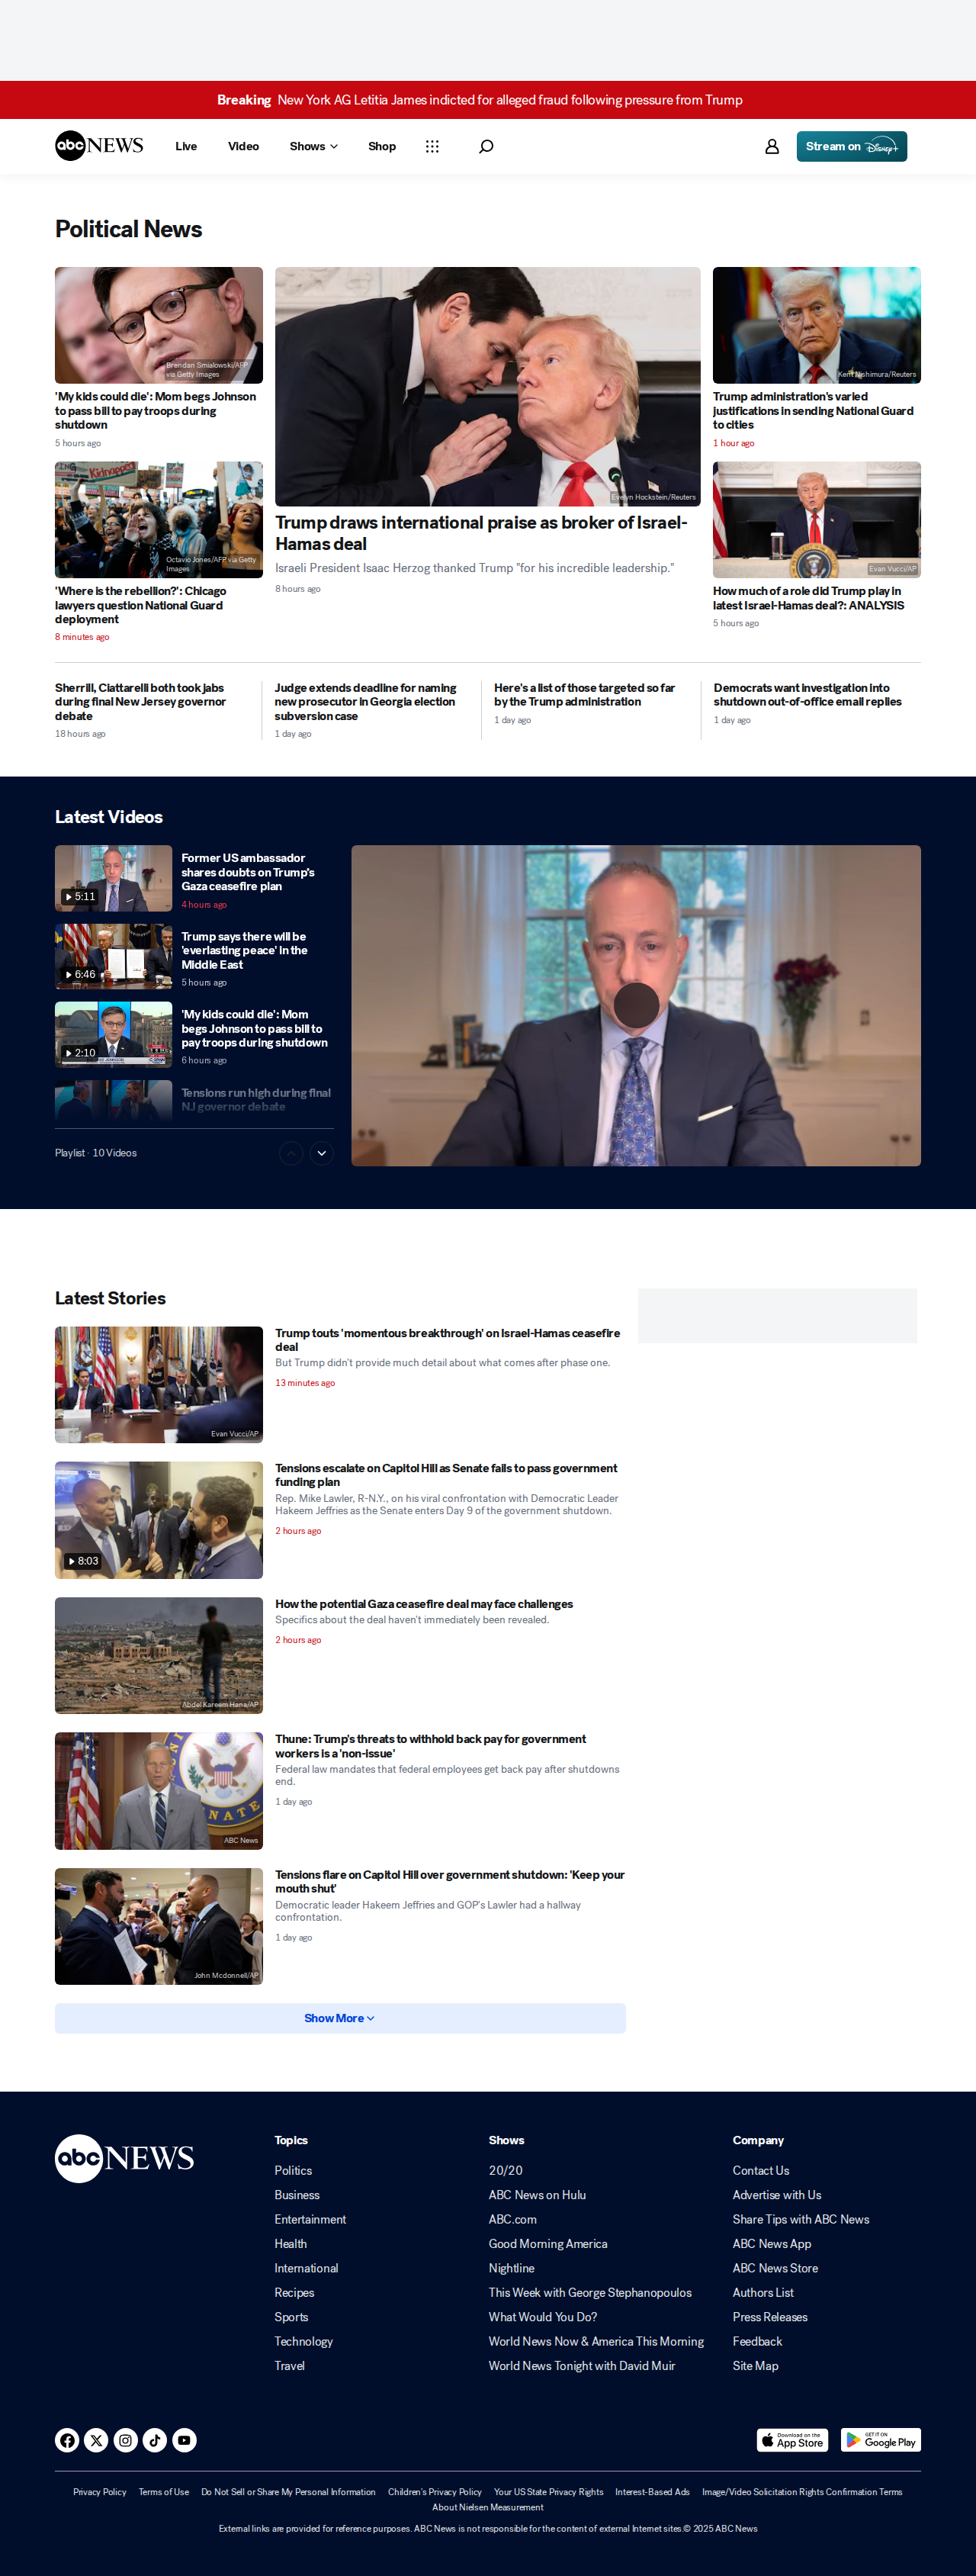 Breaking New York AG Letitia James indicted for alleged fraud following pressure from Trump
abc NEWS Live Video Shows Shop Stream on Disney+
Political News
Brendan Smialowski/AFP
via Getty Images
'My kids could die': Mom begs Johnson
to pass bill to pay troops during
shutdown
5 hours ago
Octavio Jones/AFP via Getty
Images
'Where is the rebellion?': Chicago
lawyers question National Guard
deployment
8 minutes ago
Evelyn Hockstein/Reuters
Trump draws international praise as broker of Israel-
Hamas deal
Israeli President Isaac Herzog thanked Trump "for his incredible leadership."
8 hours ago
Kent Nishimura/Reuters
Trump administration's varied
justifications in sending National Guard
to cities
1 hour ago
Evan Vucci/AP
How much of a role did Trump play in
latest Israel-Hamas deal?: ANALYSIS
5 hours ago
Sherrill, Ciattarelli both took jabs
during final New Jersey governor
debate
18 hours ago
Judge extends deadline for naming
new prosecutor in Georgia election
subversion case
1 day ago
Here's a list of those targeted so far
by the Trump administration
1 day ago
Democrats want investigation into
shutdown out-of-office email replies
1 day ago
Latest Videos
5:11
Former US ambassador
shares doubts on Trump's
Gaza ceasefire plan
4 hours ago
6:46
Trump says there will be
'everlasting peace' in the
Middle East
5 hours ago
2:10
'My kids could die': Mom
begs Johnson to pass bill to
pay troops during shutdown
6 hours ago
Tensions run high during final
NJ governor debate
Playlist · 10 Videos
Latest Stories
Evan Vucci/AP
Trump touts 'momentous breakthrough' on Israel-Hamas ceasefire
deal
But Trump didn't provide much detail about what comes after phase one.
13 minutes ago
8:03
Tensions escalate on Capitol Hill as Senate fails to pass government
funding plan
Rep. Mike Lawler, R-N.Y., on his viral confrontation with Democratic Leader
Hakeem Jeffries as the Senate enters Day 9 of the government shutdown.
2 hours ago
Abdel Kareem Hana/AP
How the potential Gaza ceasefire deal may face challenges
Specifics about the deal haven't immediately been revealed.
2 hours ago
ABC News
Thune: Trump's threats to withhold back pay for government
workers is a 'non-issue'
Federal law mandates that federal employees get back pay after shutdowns
end.
1 day ago
John Mcdonnell/AP
Tensions flare on Capitol Hill over government shutdown: 'Keep your
mouth shut'
Democratic leader Hakeem Jeffries and GOP's Lawler had a hallway
confrontation.
1 day ago
Show More
abc NEWS
Topics
Politics
Business
Entertainment
Health
International
Recipes
Sports
Technology
Travel
Shows
20/20
ABC News on Hulu
ABC.com
Good Morning America
Nightline
This Week with George Stephanopoulos
What Would You Do?
World News Now & America This Morning
World News Tonight with David Muir
Company
Contact Us
Advertise with Us
Share Tips with ABC News
ABC News App
ABC News Store
Authors List
Press Releases
Feedback
Site Map
Download on the
App Store
GET IT ON
Google Play
Privacy Policy Terms of Use Do Not Sell or Share My Personal Information Children's Privacy Policy Your US State Privacy Rights Interest-Based Ads Image/Video Solicitation Rights Confirmation Terms
About Nielsen Measurement
External links are provided for reference purposes. ABC News is not responsible for the content of external Internet sites.© 2025 ABC News